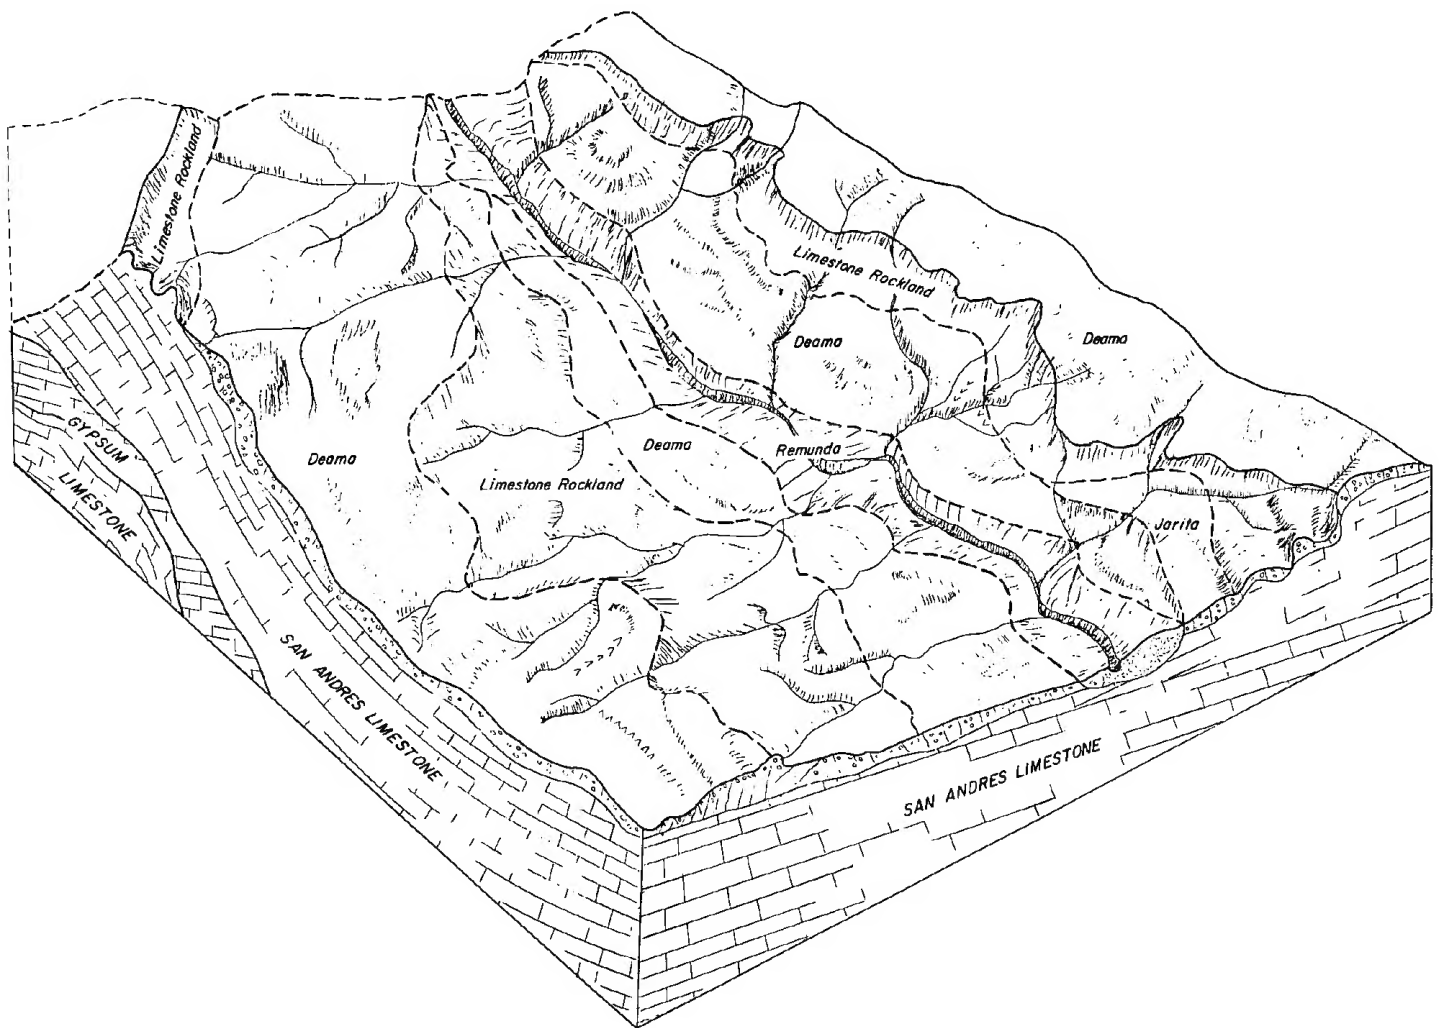 Limestone Rockland
Limestone Rockland
Deama
Deama
GYPSUM
LIMESTONE
Deama
Deama
Remunda
Limestone Rockland
Jarita
SAN ANDRES LIMESTONE
SAN ANDRES LIMESTONE